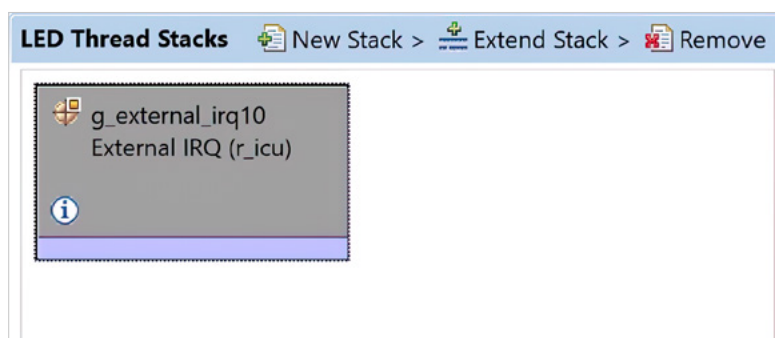 LED Thread Stacks New Stack > Extend Stack > Remove
g_external_irq10
External IRQ (r_icu)